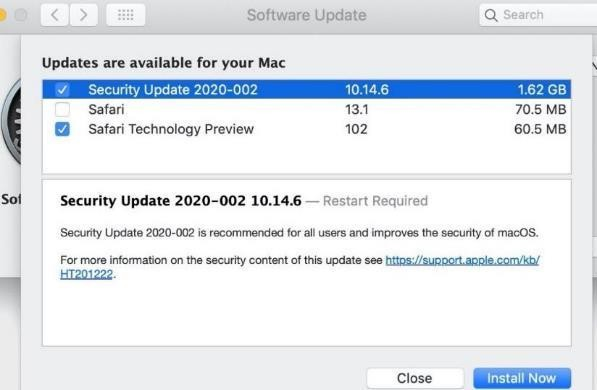 Software Update
Search
Updates are available for your Mac
Security Update 2020-002 10.14.6 1.62 GB
Safari 13.1 70.5 MB
Safari Technology Preview 102 60.5 MB
Security Update 2020-002 10.14.6 — Restart Required
Security Update 2020-002 is recommended for all users and improves the security of macOS.
For more information on the security content of this update see https://support.apple.com/kb/
HT201222.
Close Install Now